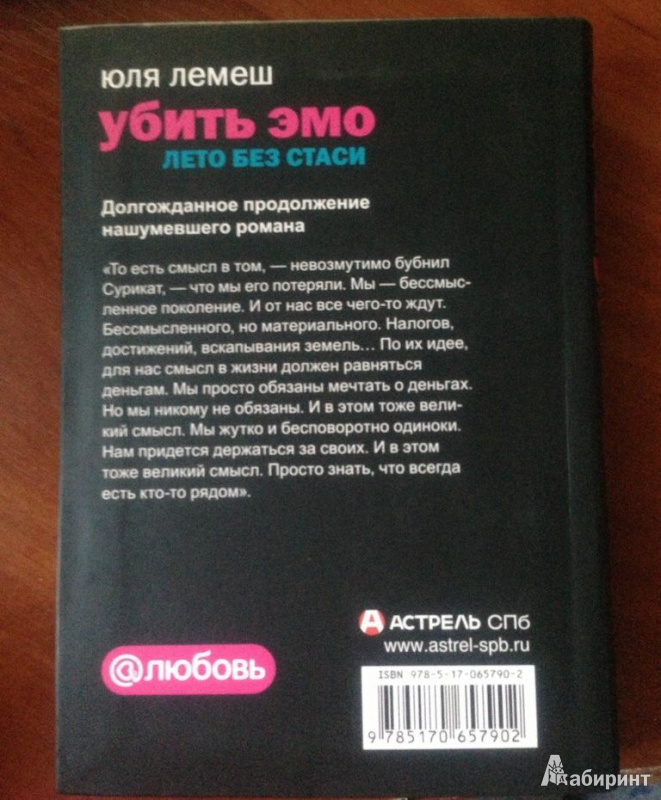 ЮЛЯ ЛЕМЕШ
УБИТЬ ЭМО
ЛЕТО БЕЗ СТАСИ
Долгожданное продолжение
нашумевшего романа
«То есть смысл в том, — невозмутимо бубнил
Сурикат, — что мы его потеряли. Мы — бессмыс-
ленное поколение. И от нас все чего-то ждут.
Бессмысленного, но материального. Налогов,
достижений, вскапывания земель... По их идее,
для нас смысл в жизни должен равняться
деньгам. Мы просто обязаны мечтать о деньгах.
Но мы никому не обязаны. И в этом тоже вели-
кий смысл. Мы жутко и бесповоротно одиноки.
Нам придется держаться за своих. И в этом
тоже великий смысл. Просто знать, что всегда
есть кто-то рядом».
АСТРЕЛЬ СПб
www.astrel-spb.ru
@ЛЮБОВЬ
ISBN 978-5-17-065790-2
9 785170 657902
Лабиринт